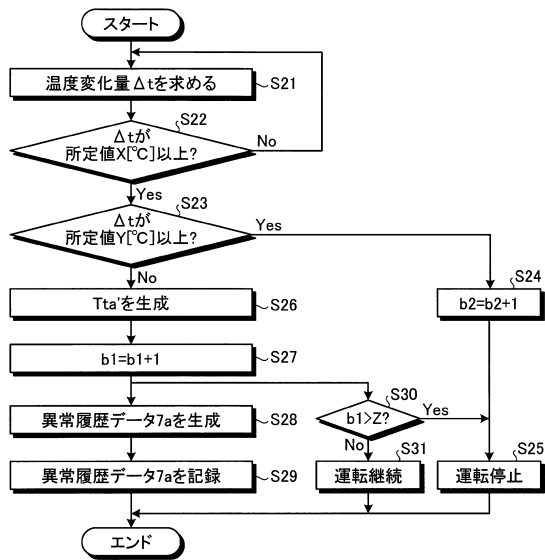 スタート
温度変化量Δtを求める
S21
S22
Δtが
所定値X[℃]以上?
No
Yes
S23
Δtが
所定値Y[℃]以上?
Yes
No
S24
b2=b2+1
Tta'を生成
S26
b1=b1+1
S27
S30
b1>Z?
Yes
No
異常履歴データ7aを生成
S28
S31
運転継続
S25
運転停止
異常履歴データ7aを記録
S29
エンド